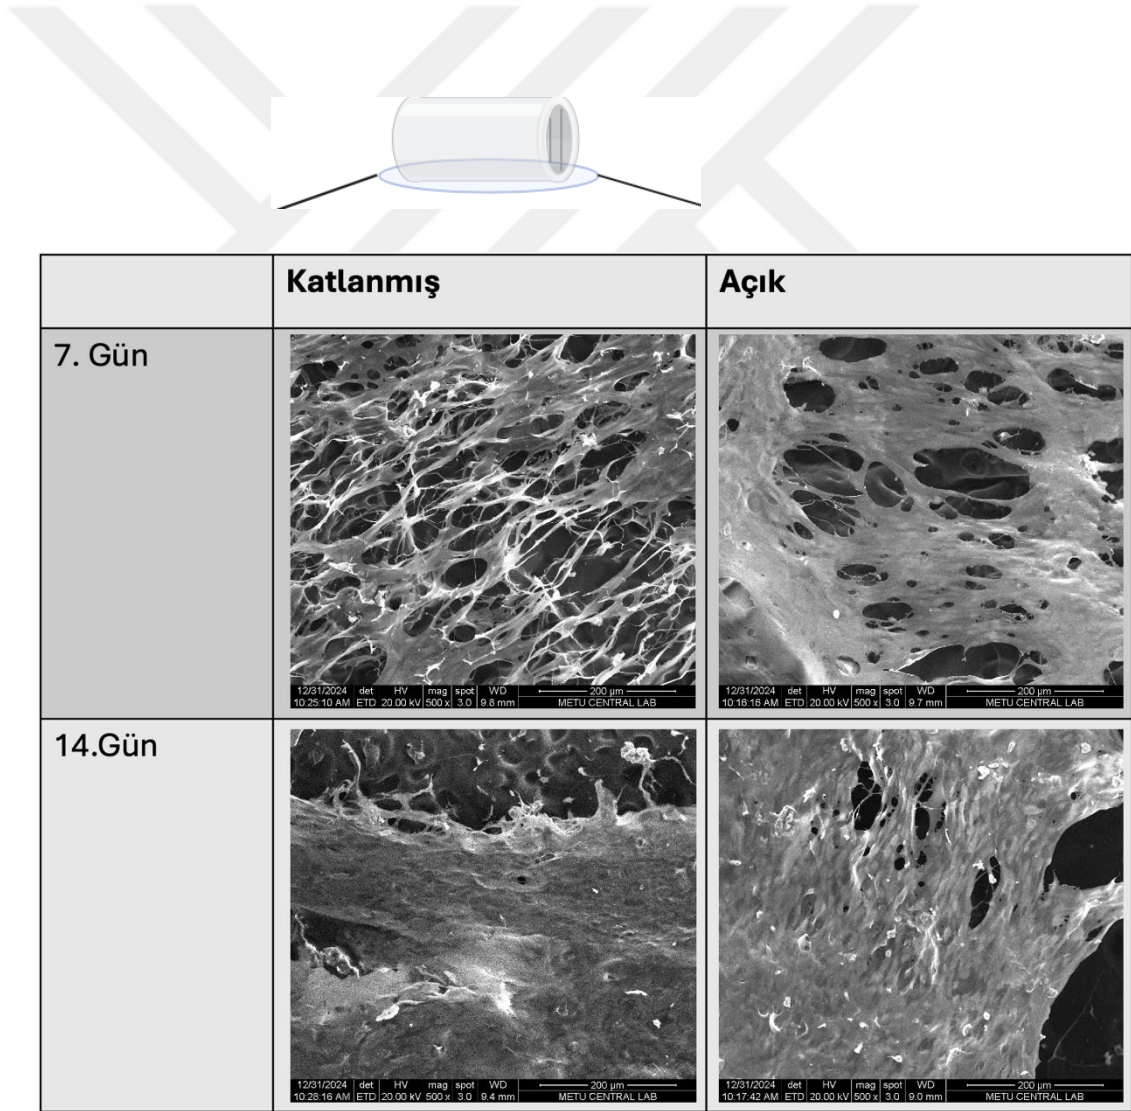 Katlanmış
Açık
7. Gün
12/31/2024 det HV mag spot WD 200 µm
10:25:10 AM ETD 20.00 kV 500 x 3.0 9.8 mm METU CENTRAL LAB
12/31/2024 det HV mag spot WD 200 µm
10:16:16 AM ETD 20.00 kV 500 x 3.0 9.7 mm METU CENTRAL LAB
14.Gün
12/31/2024 det HV mag spot WD 200 µm
10:28:16 AM ETD 20.00 kV 500 x 3.0 9.4 mm METU CENTRAL LAB
12/31/2024 det HV mag spot WD 200 µm
10:17:42 AM ETD 20.00 kV 500 x 3.0 9.0 mm METU CENTRAL LAB